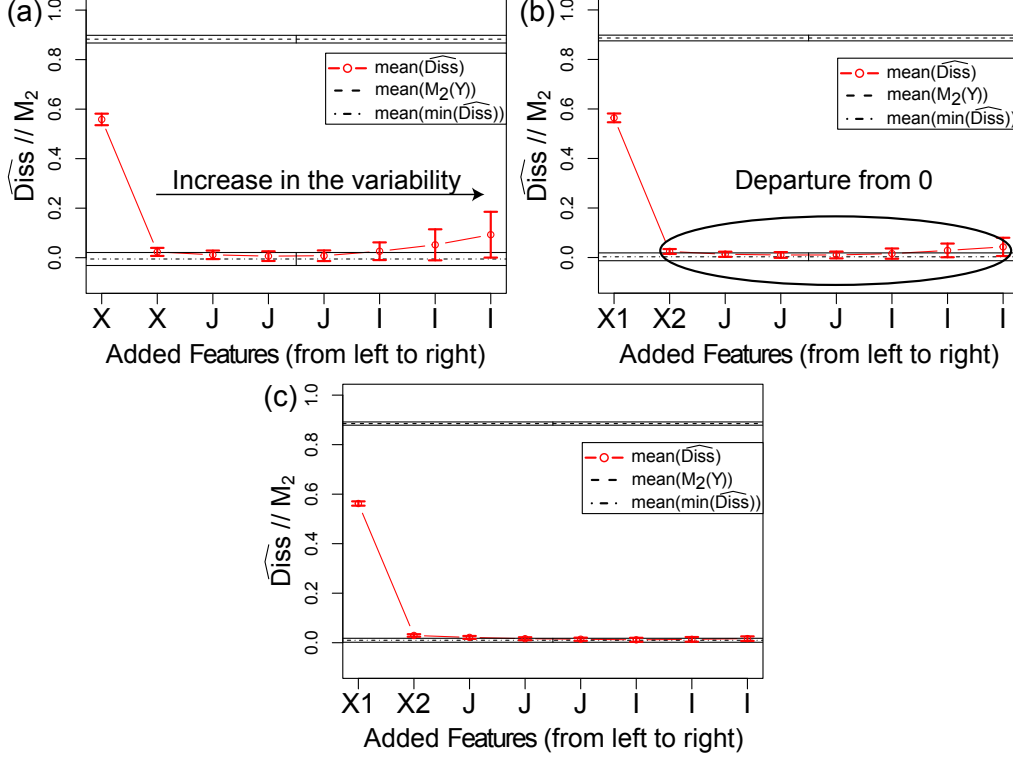 (a)
1.0
0.8
0.6
0.4
0.2
0.0
Diss // M2
mean(Diss)
mean(M2(Y))
mean(min(Diss))
Increase in the variability
X X J J J I I I
Added Features (from left to right)
(b)
1.0
0.8
0.6
0.4
0.2
0.0
Diss // M2
mean(Diss)
mean(M2(Y))
mean(min(Diss))
Departure from 0
X1 X2 J J J I I I
Added Features (from left to right)
(c)
1.0
0.8
0.6
0.4
0.2
0.0
Diss // M2
mean(Diss)
mean(M2(Y))
mean(min(Diss))
X1 X2 J J J I I I
Added Features (from left to right)